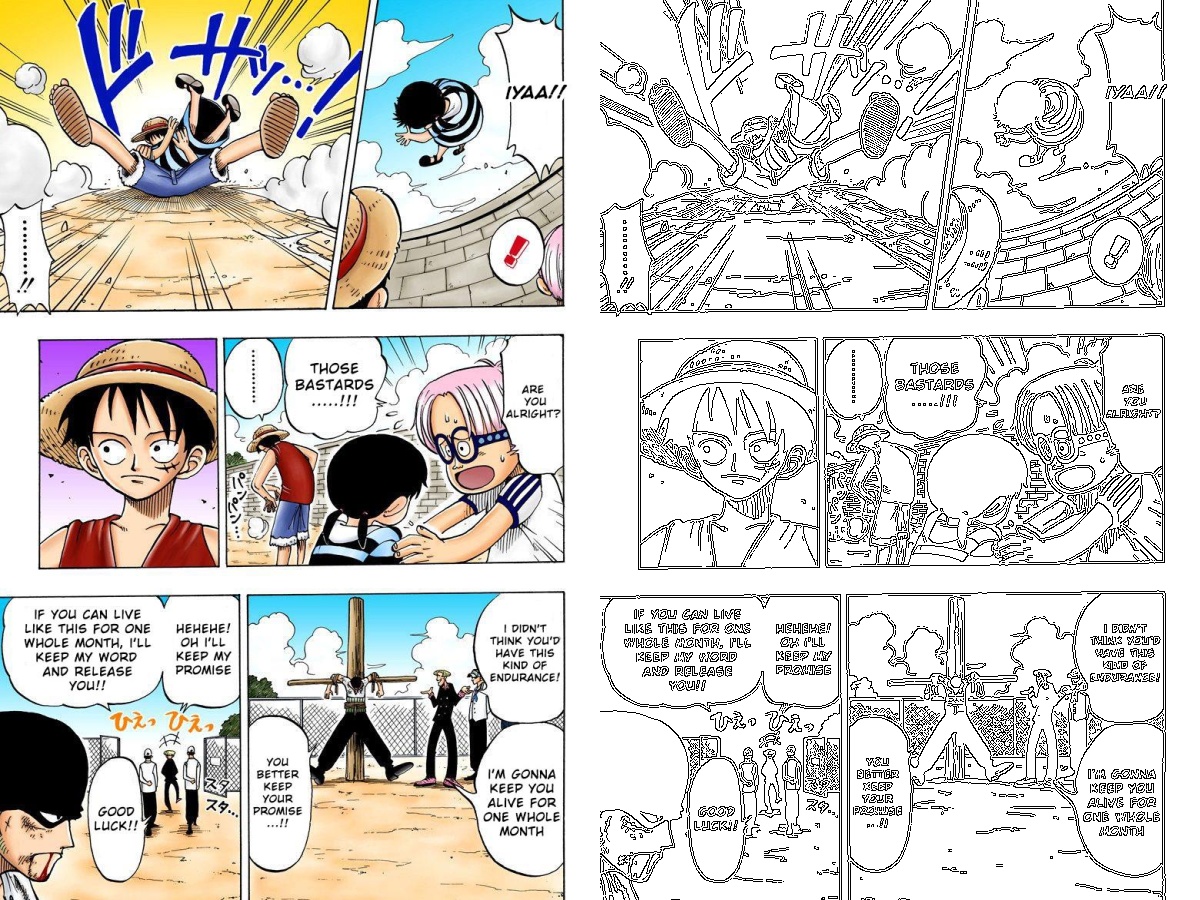 ドザッ…!
IYAA!!
........!!
!
.........
THOSE
BASTARDS
.....!!!
ARE
YOU
ALRIGHT?
パンパン…
IF YOU CAN LIVE
LIKE THIS FOR ONE
WHOLE MONTH, I'LL
KEEP MY WORD
AND RELEASE
YOU!!
HEHEHE!
OH I'LL
KEEP MY
PROMISE
ひえっ ひえっ
GOOD
LUCK!!
スタ
スタ…
I DIDN'T
THINK YOU'D
HAVE THIS
KIND OF
ENDURANCE!
YOU
BETTER
KEEP
YOUR
PROMISE
...!!
I'M GONNA
KEEP YOU
ALIVE FOR
ONE WHOLE
MONTH
ドザッ
IYAA!!
........!!
!
.........
THOSE
BASTARDS
.....!!!
ARE
YOU
ALRIGHT?
IF YOU CAN LIVE
LIKE THIS FOR ONE
WHOLE MONTH, I'LL
KEEP MY WORD
AND RELEASE
YOU!!
HEHEHE!
OH I'LL
KEEP MY
PROMISE
ひえっ ひえっ
GOOD
LUCK!!
スタ…
I DIDN'T
THINK YOU'D
HAVE THIS
KIND OF
ENDURANCE!
YOU
BETTER
KEEP
YOUR
PROMISE
...!!
I'M GONNA
KEEP YOU
ALIVE FOR
ONE WHOLE
MONTH